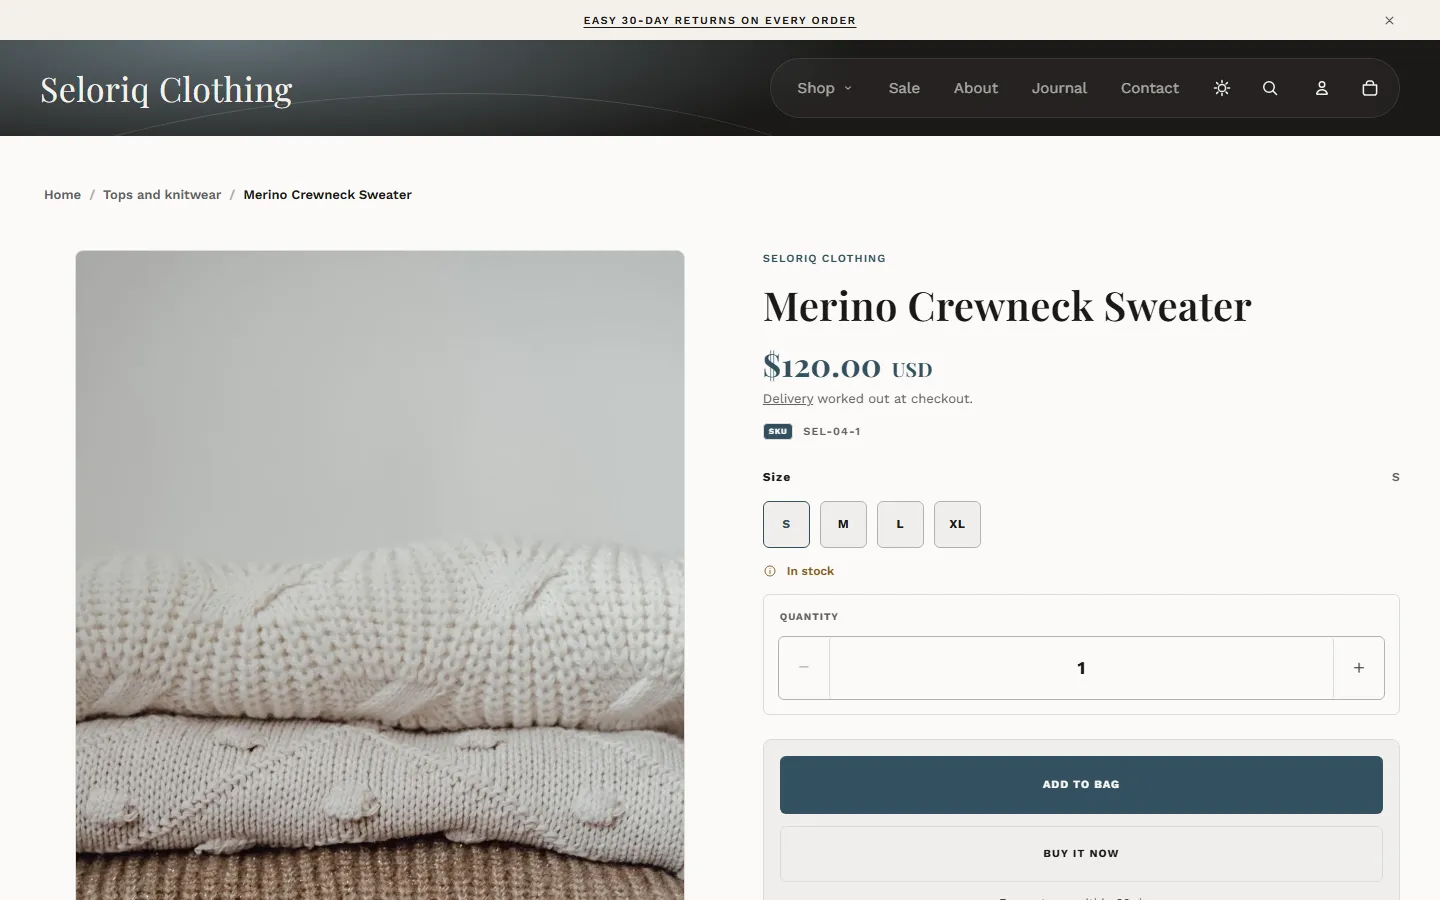 EASY 30-DAY RETURNS ON EVERY ORDER
Seloriq Clothing
Shop Sale About Journal Contact
Home / Tops and knitwear / Merino Crewneck Sweater
SELORIQ CLOTHING
Merino Crewneck Sweater
$120.00 USD
Delivery worked out at checkout.
SKU SEL-04-1
Size S
S M L XL
In stock
QUANTITY
− 1 +
ADD TO BAG
BUY IT NOW